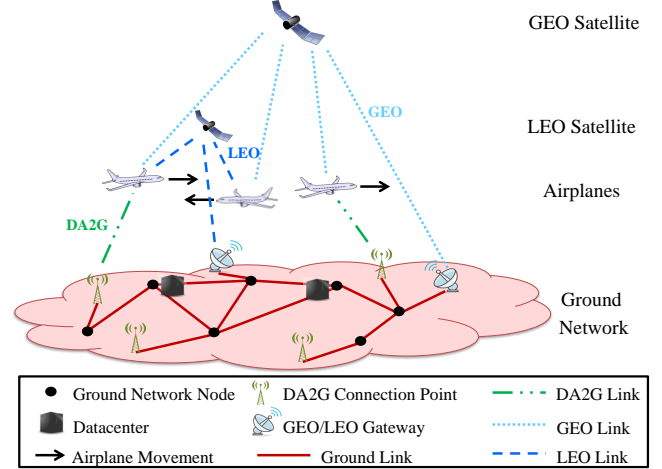 GEO Satellite
GEO
LEO Satellite
LEO
Airplanes
DA2G
Ground
Network
Ground Network Node
DA2G Connection Point
DA2G Link
Datacenter
GEO/LEO Gateway
GEO Link
Airplane Movement
Ground Link
LEO Link